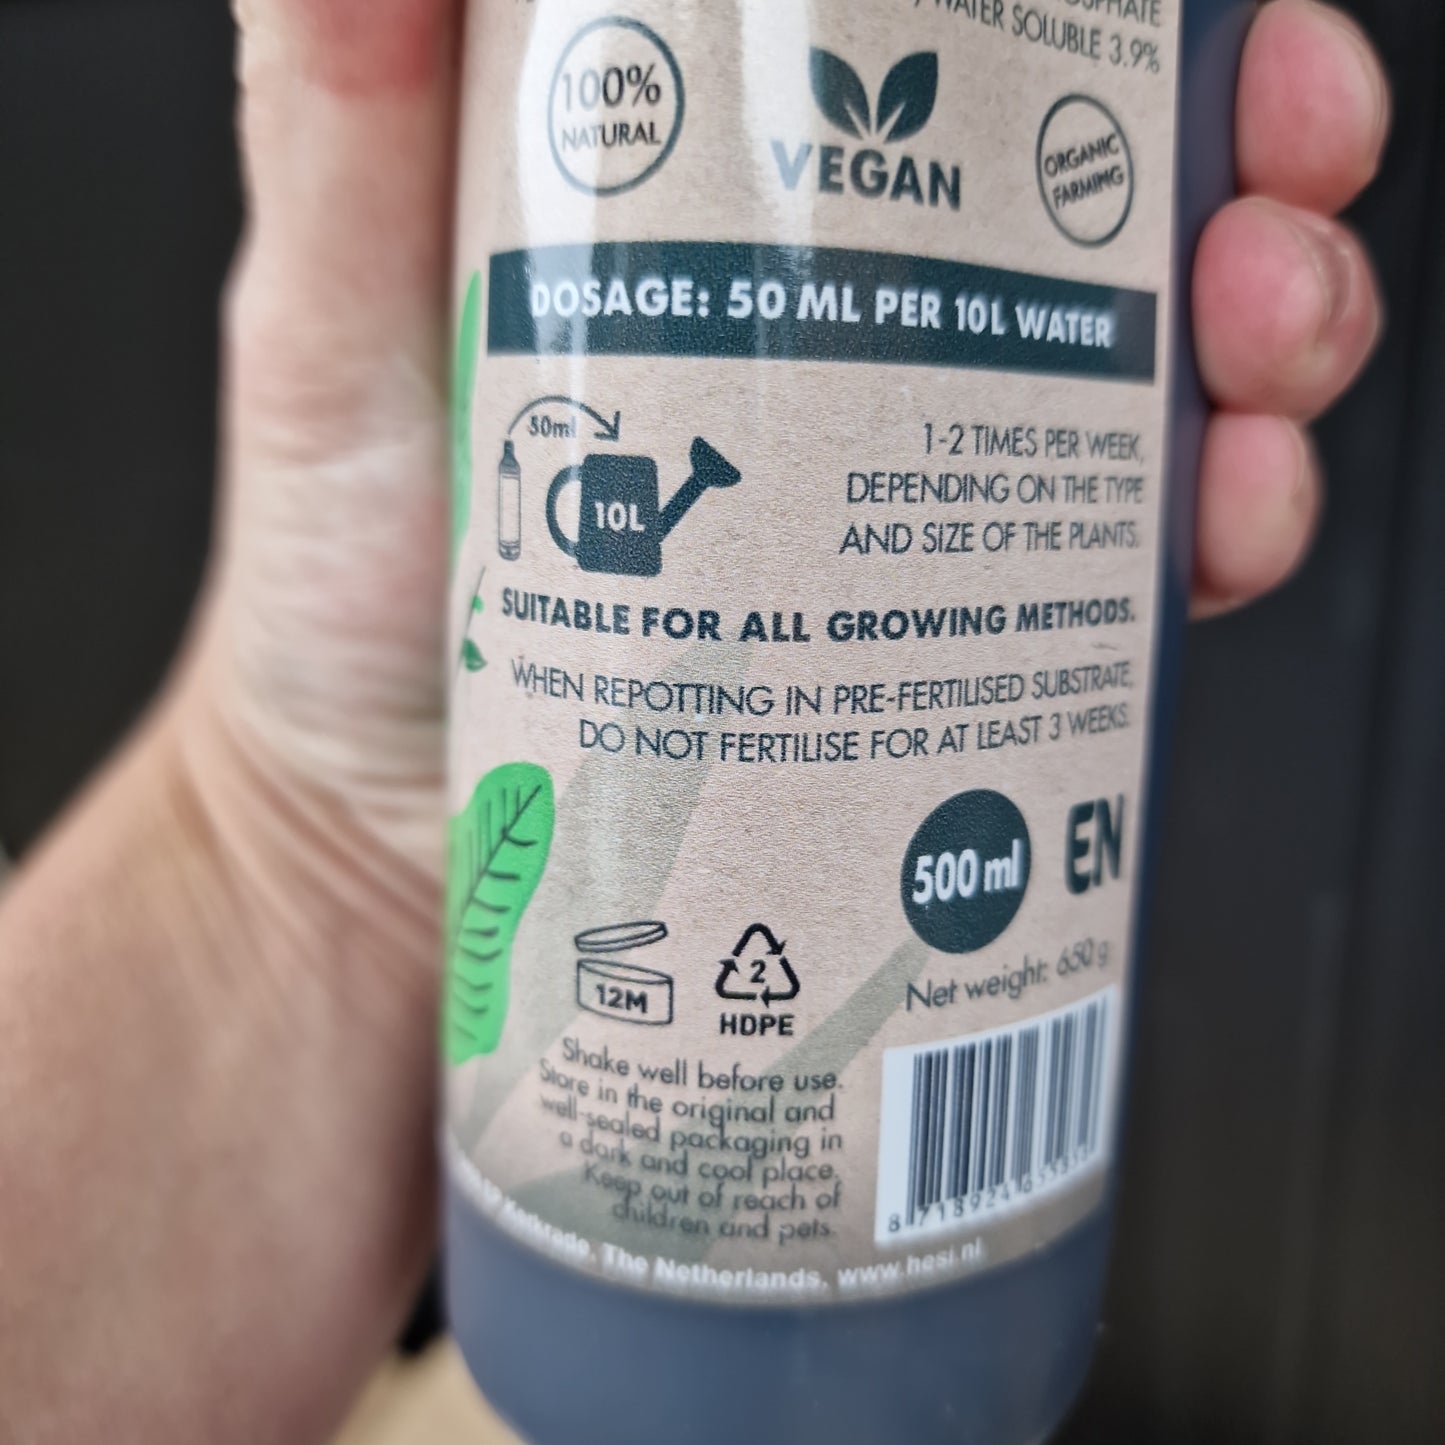 WATER SOLUBLE 3.9%
100%
NATURAL
VEGAN
ORGANIC
FARMING
DOSAGE: 50 ML PER 10L WATER
50ml
10L
1-2 TIMES PER WEEK,
DEPENDING ON THE TYPE
AND SIZE OF THE PLANTS.
SUITABLE FOR ALL GROWING METHODS.
WHEN REPOTTING IN PRE-FERTILISED SUBSTRATE,
DO NOT FERTILISE FOR AT LEAST 3 WEEKS.
500 ml
EN
Net weight: 650 g
12M
2
HDPE
Shake well before use.
Store in the original and
well-sealed packaging in
a dark and cool place.
Keep out of reach of
children and pets.
Kerkrade, The Netherlands, www.hesi.nl